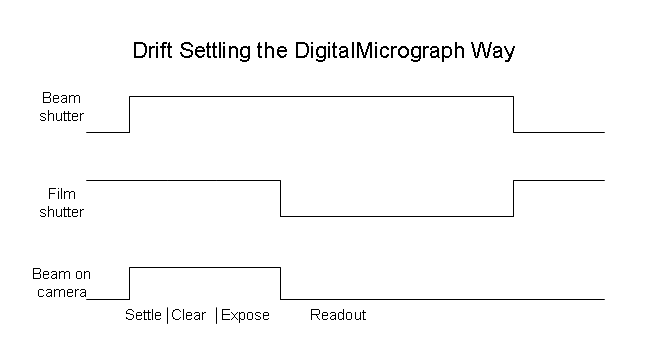 Drift Settling the DigitalMicrograph Way
Beam
shutter
Film
shutter
Beam on
camera
Settle | Clear | Expose Readout